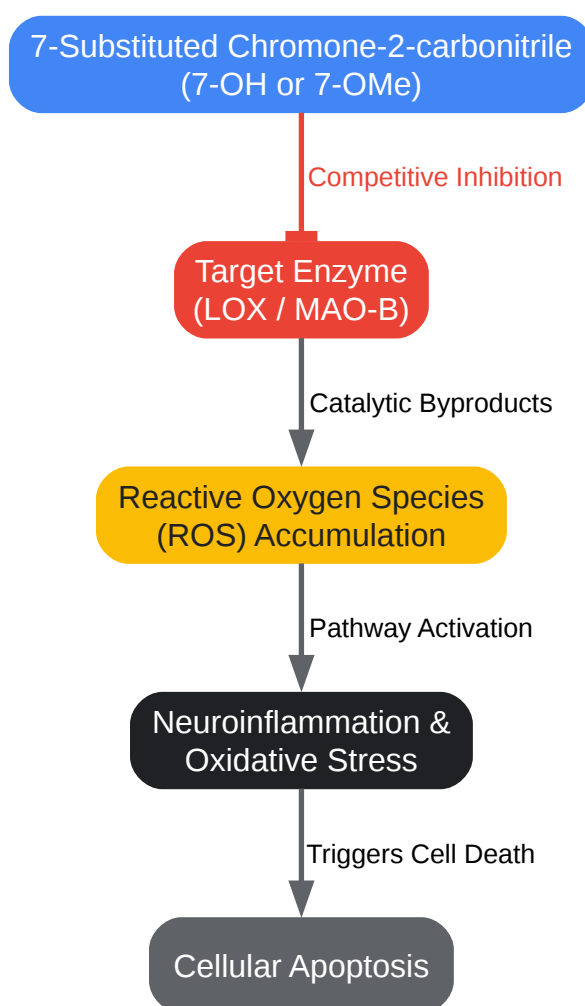 7-Substituted Chromone-2-carbonitrile
(7-OH or 7-OMe)
Competitive Inhibition
Target Enzyme
(LOX / MAO-B)
Catalytic Byproducts
Reactive Oxygen Species
(ROS) Accumulation
Pathway Activation
Neuroinflammation &
Oxidative Stress
Triggers Cell Death
Cellular Apoptosis